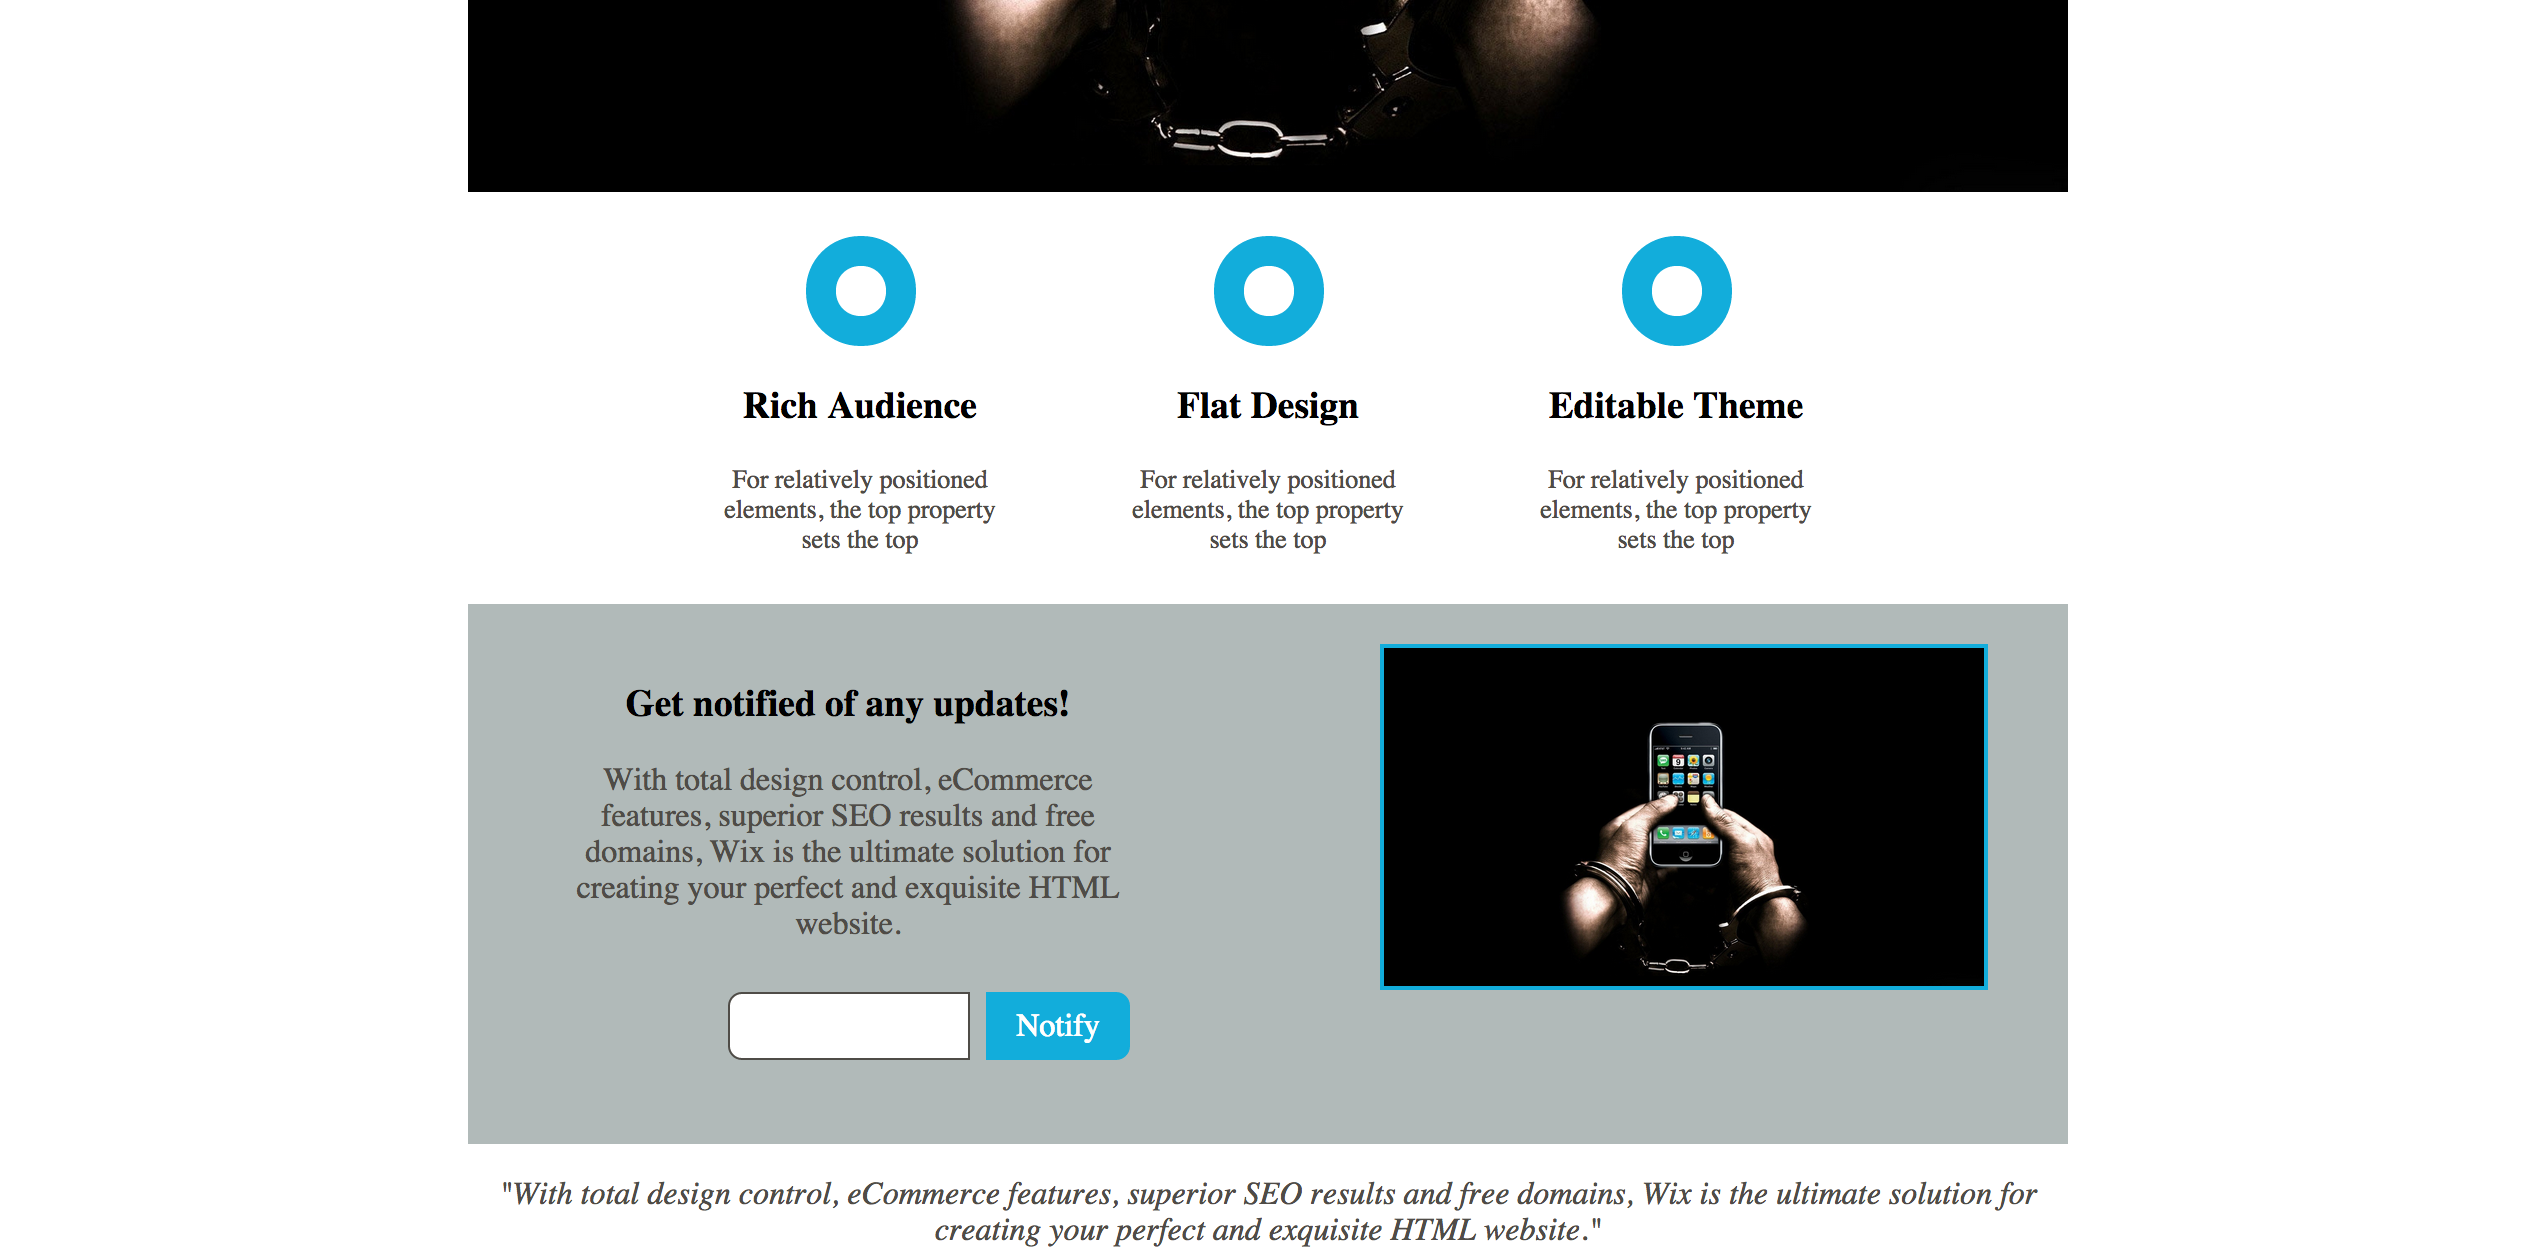 Rich Audience
Flat Design
Editable Theme
For relatively positioned
elements, the top property
sets the top
For relatively positioned
elements, the top property
sets the top
For relatively positioned
elements, the top property
sets the top
Get notified of any updates!
With total design control, eCommerce
features, superior SEO results and free
domains, Wix is the ultimate solution for
creating your perfect and exquisite HTML
website.
Notify
"With total design control, eCommerce features, superior SEO results and free domains, Wix is the ultimate solution for
creating your perfect and exquisite HTML website."